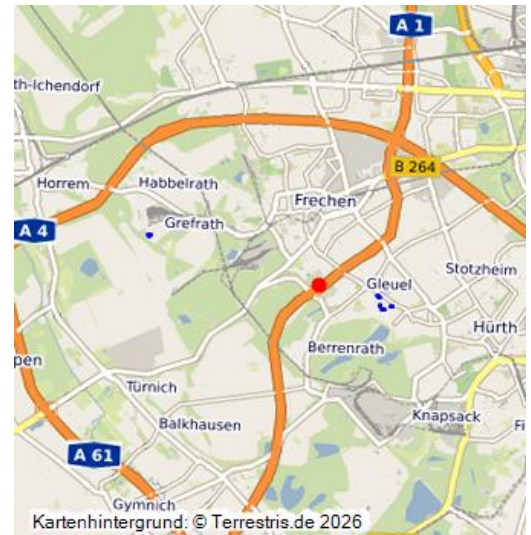 A 1
th-Ichendorf
B 264
Horrem
Habbelrath
Frechen
Grefrath
A 4
Stotzheim
Gleuel
Hürth
Berrenrath
pen
Türnich
Knapsack
Balkhausen
Fi
A 61
Gymnich
Kartenhintergrund: © Terrestris.de 2026